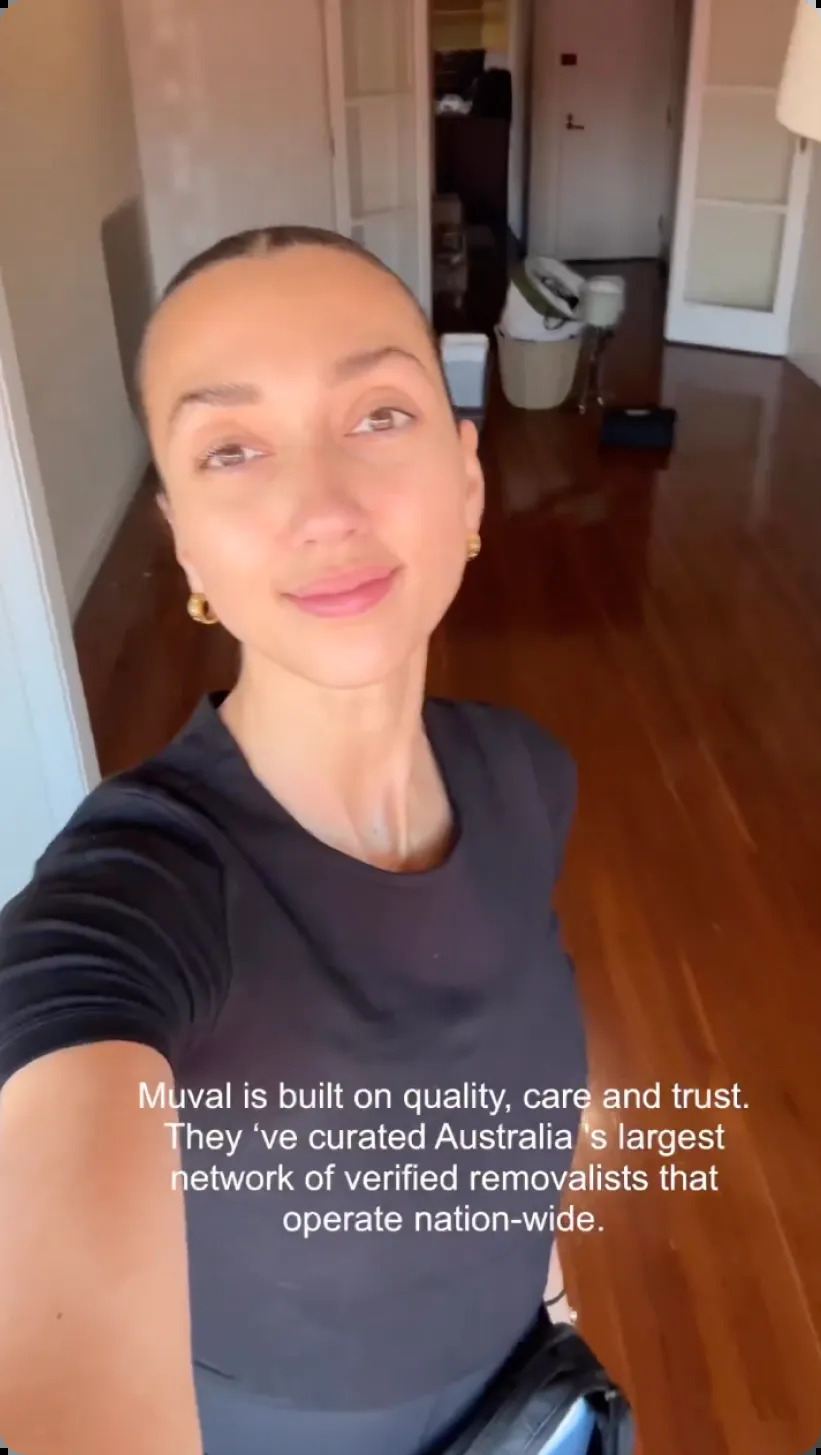 Muval is built on quality, care and trust.
They ‘ve curated Australia 's largest
network of verified removalists that
operate nation-wide.